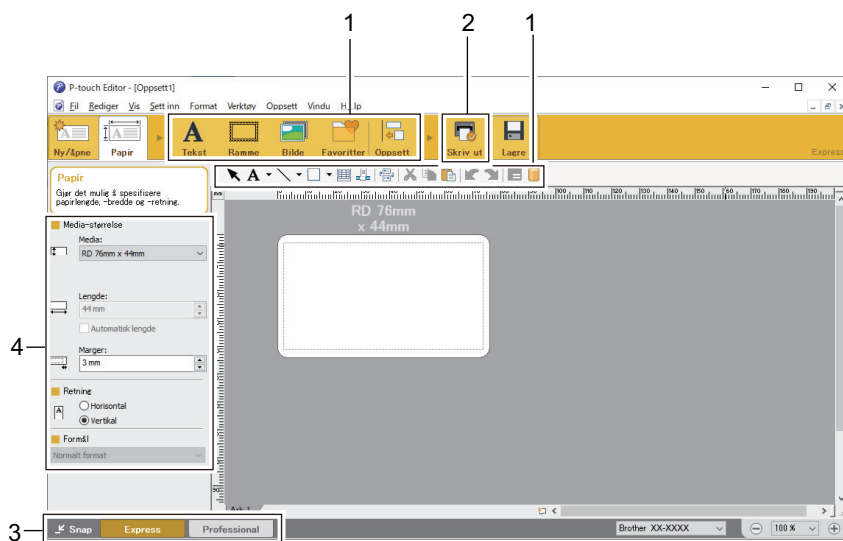 1 2 1
P-touch Editor - [Oppsett1]
Fil Rediger Vis Sett inn Format Verktøy Oppsett Vindu Hjelp
Ny/åpne Papir Tekst Ramme Bilde Favoritter Oppsett Skriv ut Lagre Express
Papir
Gjør det mulig å spesifisere
papirlengde, -bredde og -retning.
RD 76mm
x 44mm
Media-størrelse
Media:
RD 76mm x 44mm
Lengde:
44 mm
Automatisk lengde
4
Marger:
3 mm
Retning
Horisontal
Vertikal
Formål
Normalt format
Ark 1
3
Snap Express Professional Brother XX-XXXX 100 %